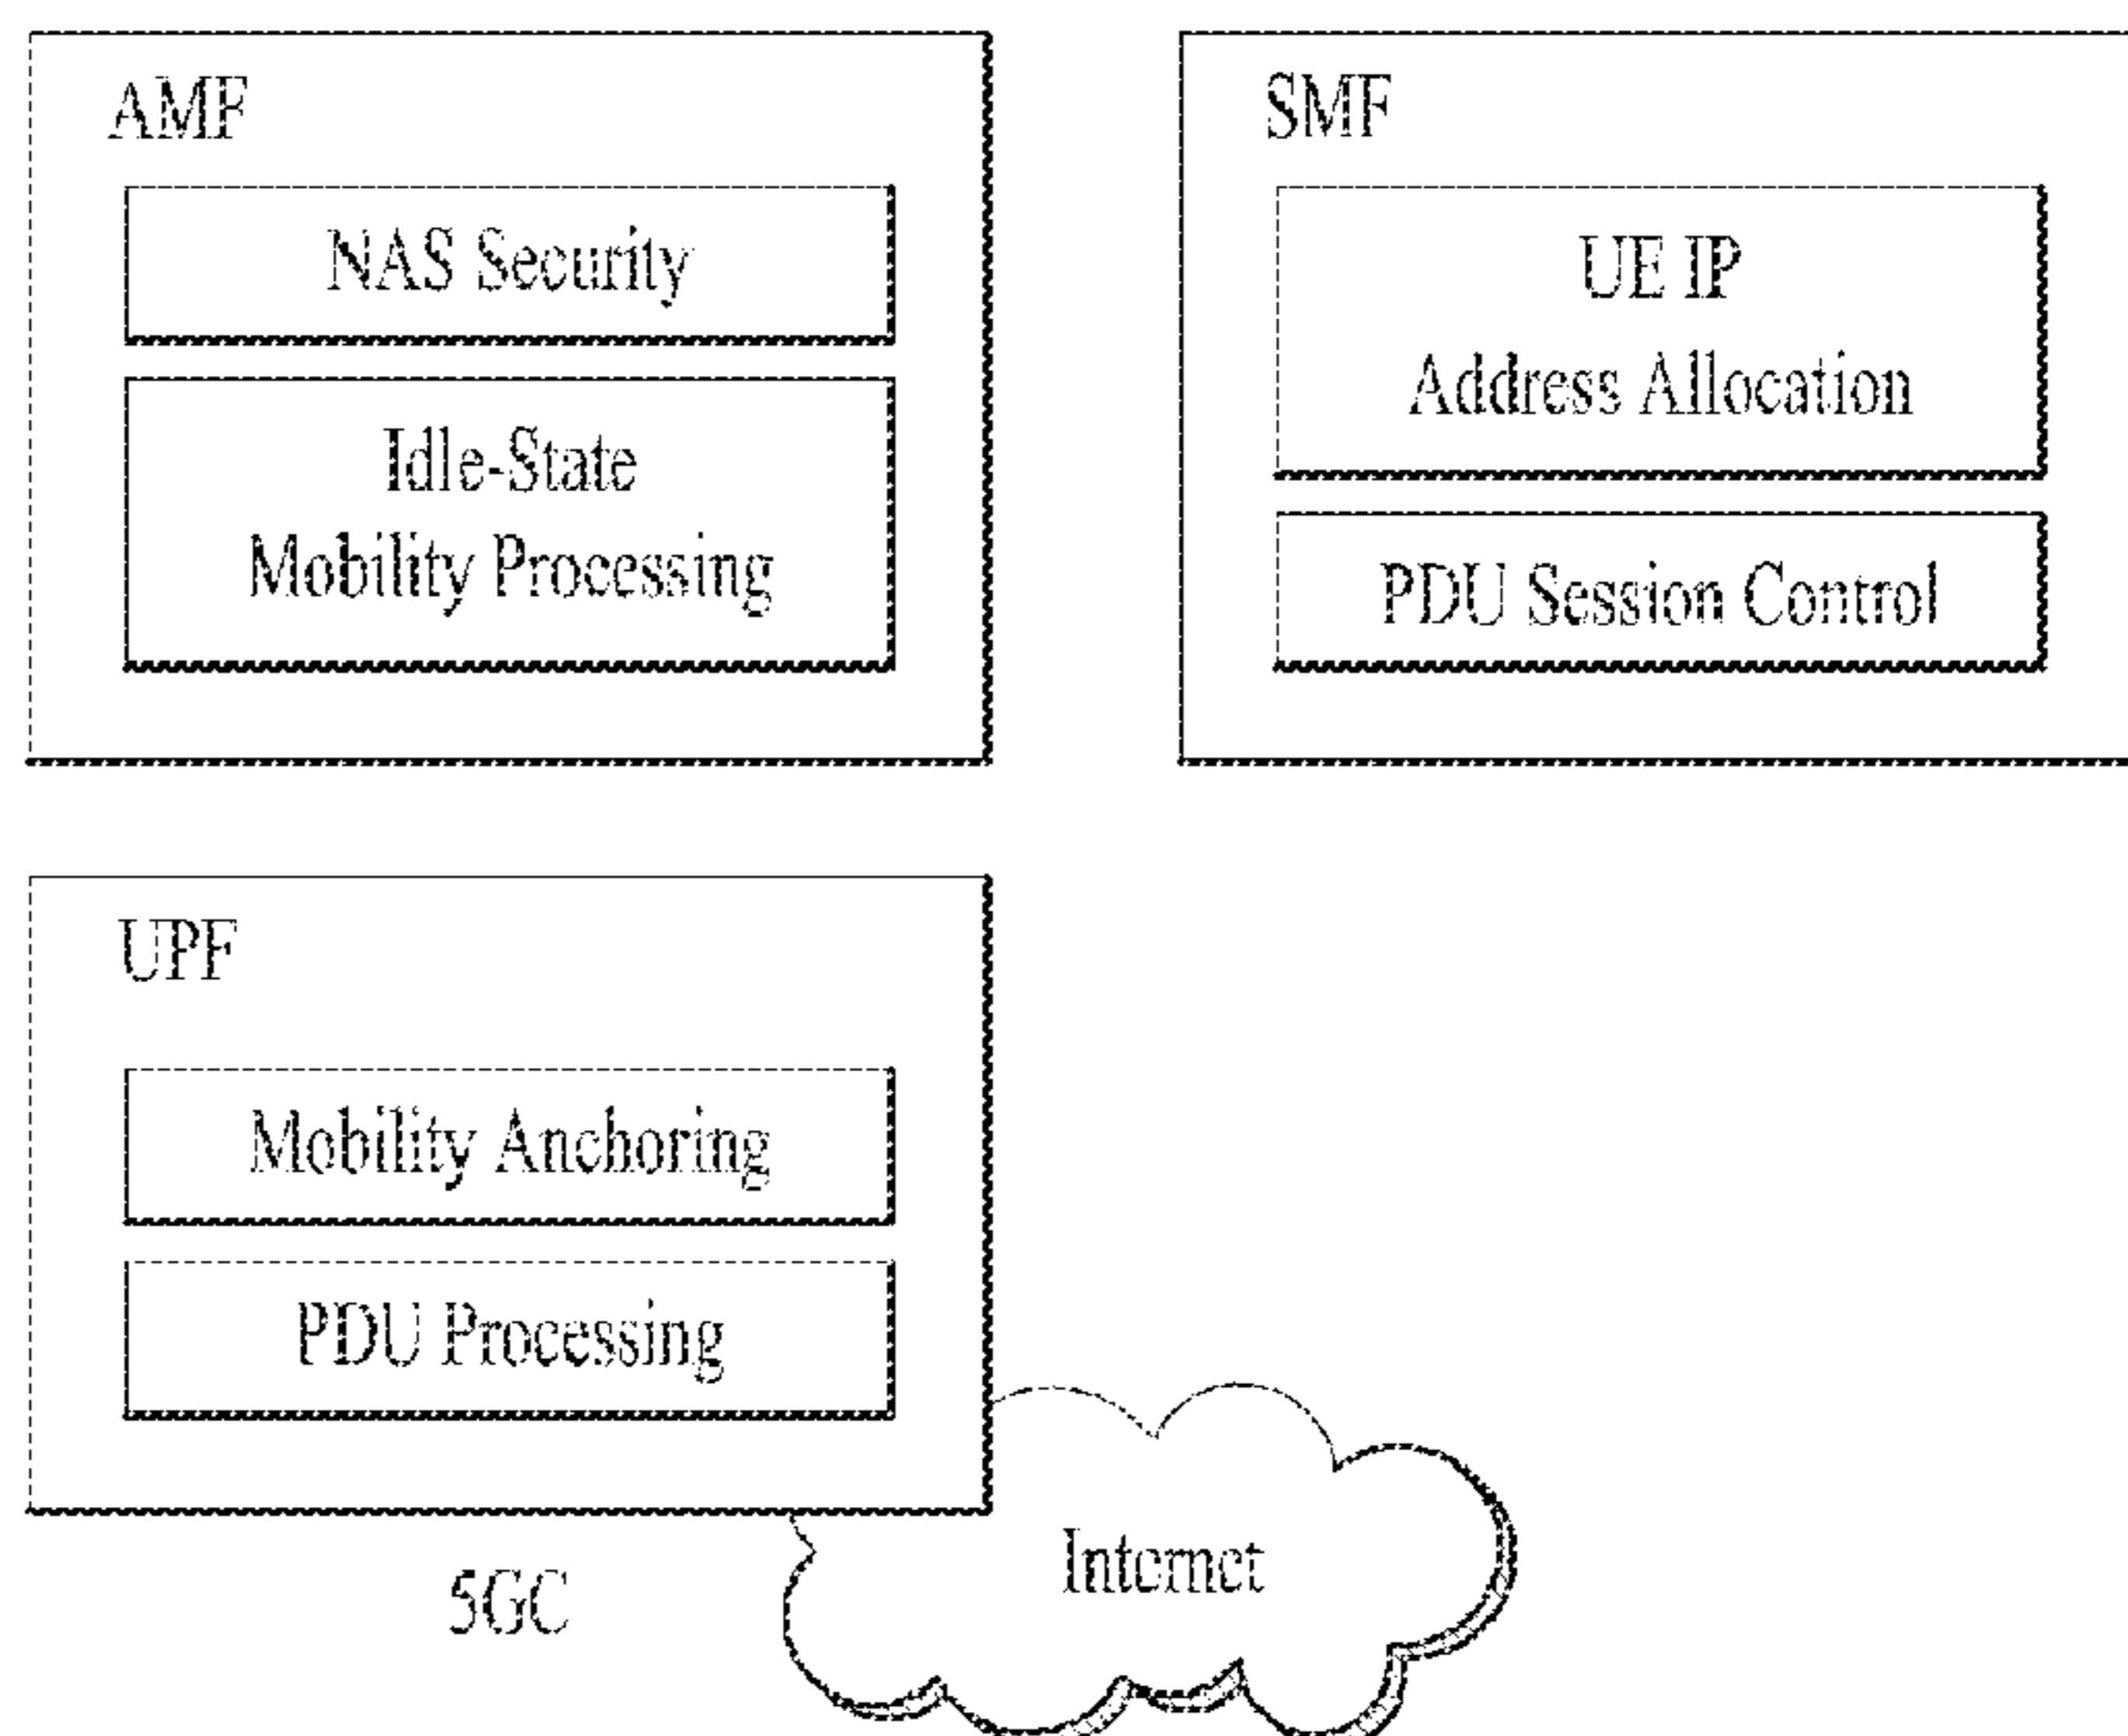 AMF
NAS Security
Idle-State
Mobility Processing
SMF
UE IP
Address Allocation
PDU Session Control
UPF
Mobility Anchoring
PDU Processing
5GC
Internet